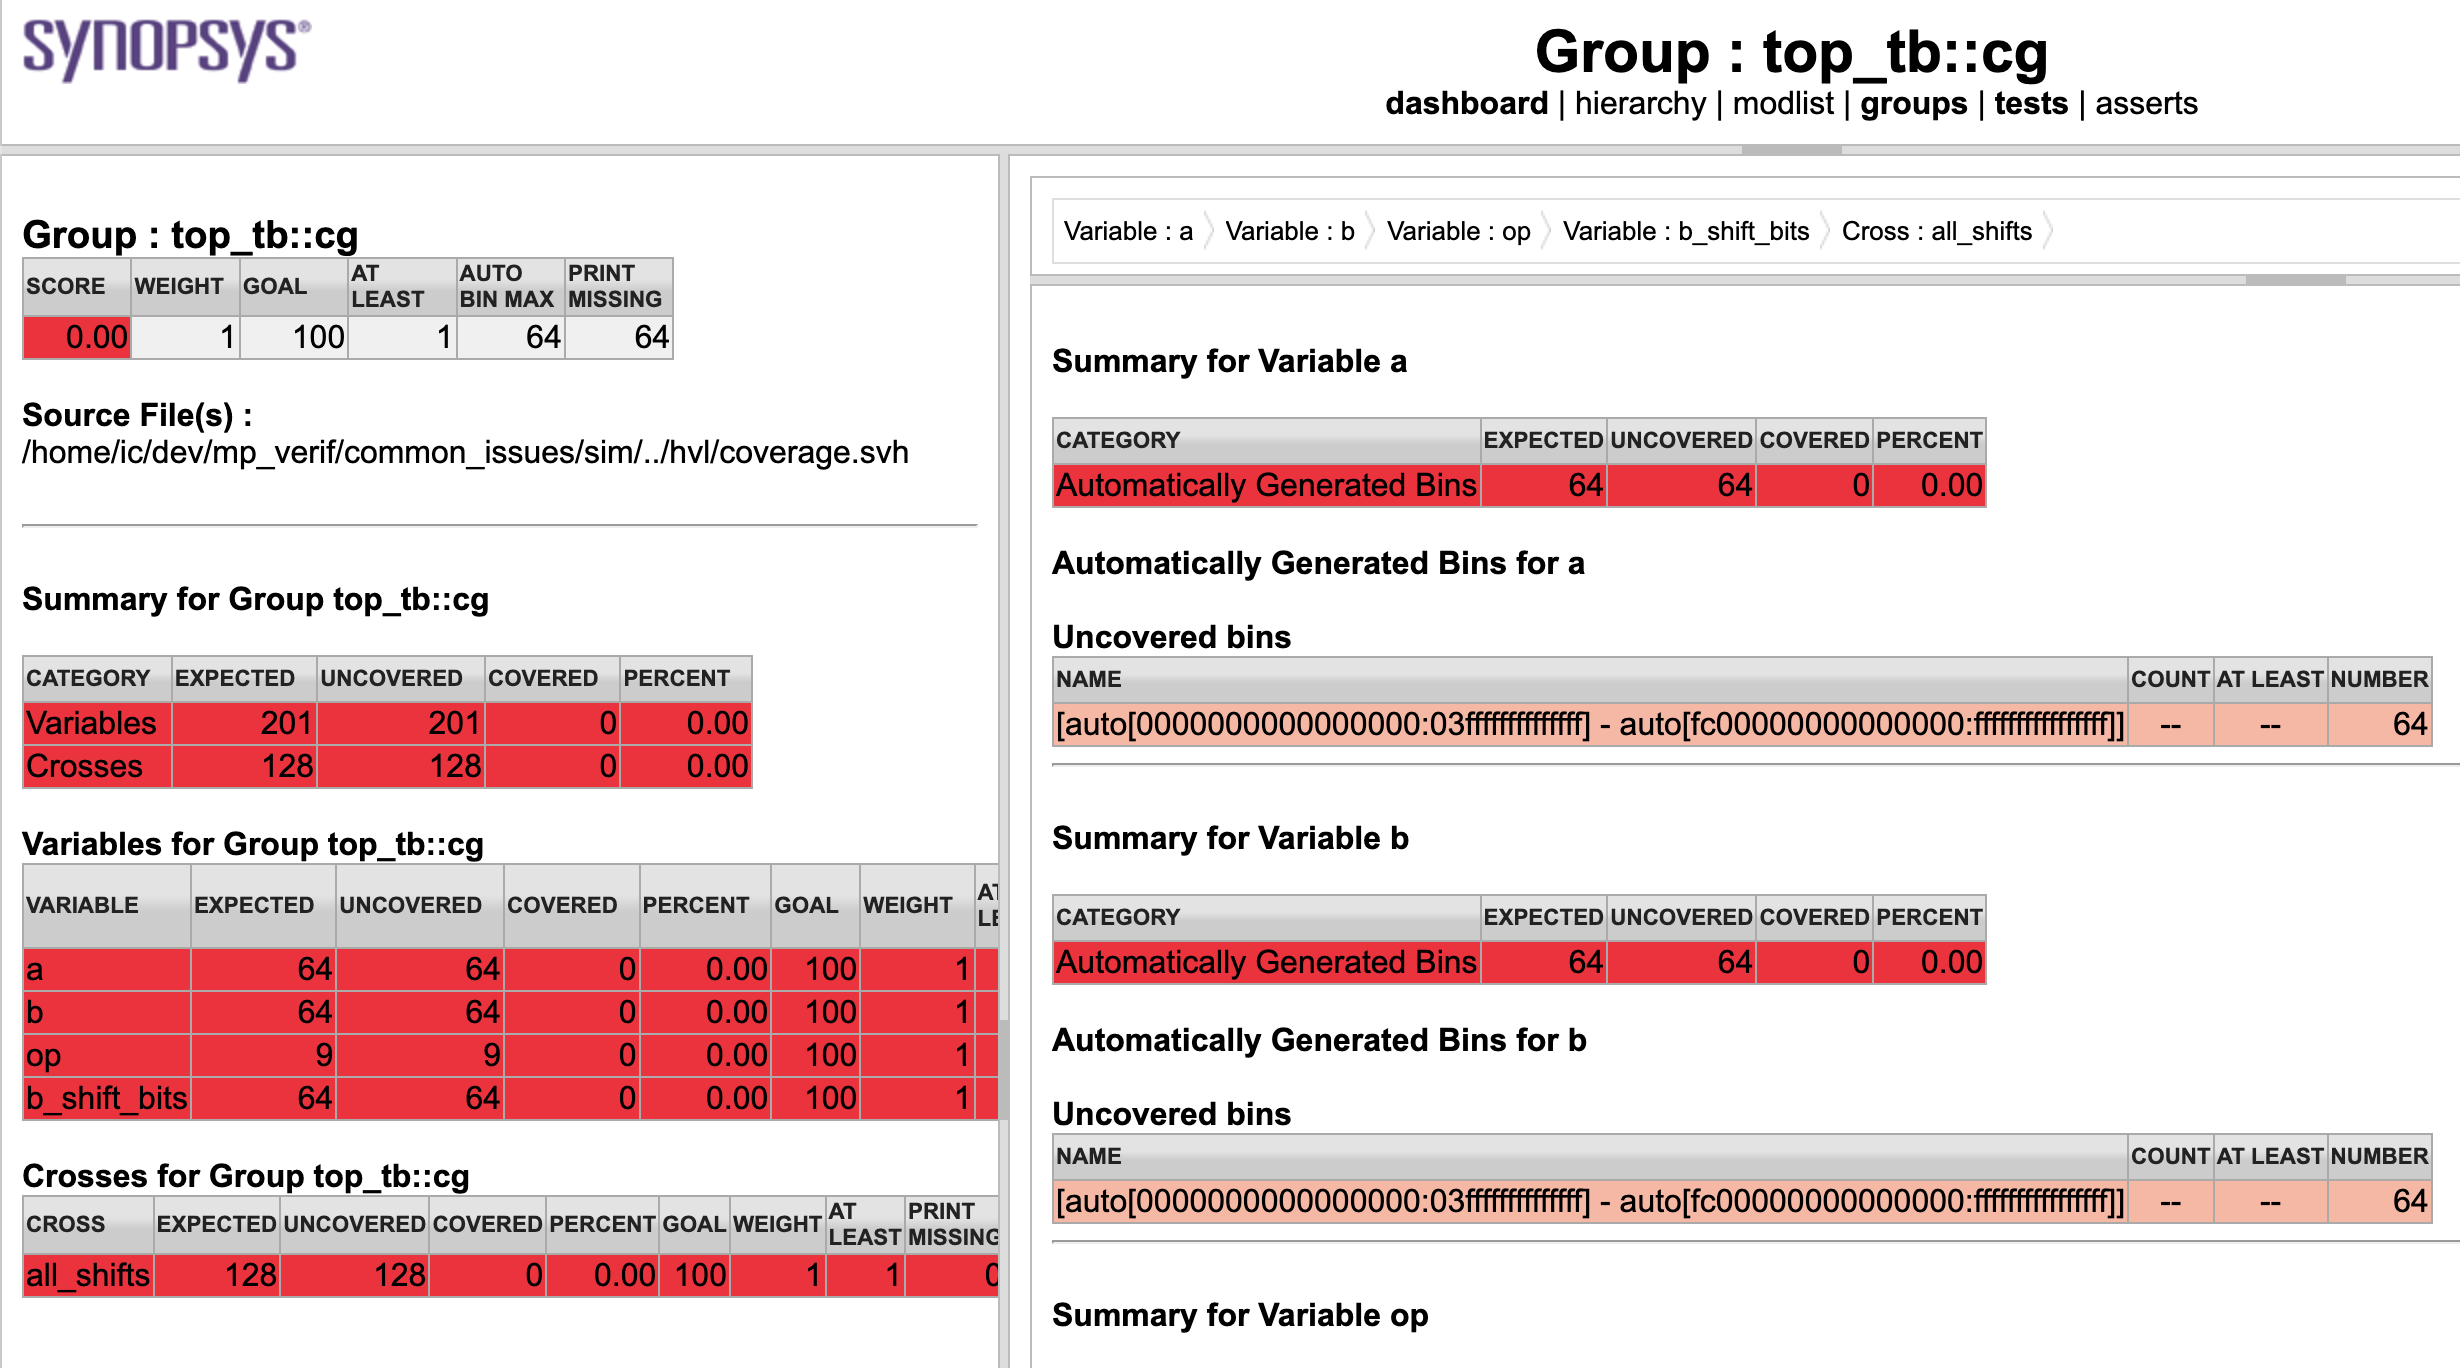 SYNOPSYS®
Group : top_tb::cg
dashboard | hierarchy | modlist | groups | tests | asserts
Group : top_tb::cg
SCORE WEIGHT GOAL AT LEAST AUTO BIN MAX PRINT MISSING
0.00 1 100 1 64 64
Source File(s) :
/home/ic/dev/mp_verif/common_issues/sim/../hvl/coverage.svh
Summary for Group top_tb::cg
CATEGORY EXPECTED UNCOVERED COVERED PERCENT
Variables 201 201 0 0.00
Crosses 128 128 0 0.00
Variables for Group top_tb::cg
VARIABLE EXPECTED UNCOVERED COVERED PERCENT GOAL WEIGHT
a 64 64 0 0.00 100 1
b 64 64 0 0.00 100 1
op 9 9 0 0.00 100 1
b_shift_bits 64 64 0 0.00 100 1
Crosses for Group top_tb::cg
CROSS EXPECTED UNCOVERED COVERED PERCENT GOAL WEIGHT AT LEAST PRINT MISSING
all_shifts 128 128 0 0.00 100 1 1 0
Variable : a Variable : b Variable : op Variable : b_shift_bits Cross : all_shifts
Summary for Variable a
CATEGORY EXPECTED UNCOVERED COVERED PERCENT
Automatically Generated Bins 64 64 0 0.00
Automatically Generated Bins for a
Uncovered bins
NAME COUNT AT LEAST NUMBER
[auto[0000000000000000:03ffffffffffffff] - auto[fc00000000000000:ffffffffffffffff]] -- -- 64
Summary for Variable b
CATEGORY EXPECTED UNCOVERED COVERED PERCENT
Automatically Generated Bins 64 64 0 0.00
Automatically Generated Bins for b
Uncovered bins
NAME COUNT AT LEAST NUMBER
[auto[0000000000000000:03ffffffffffffff] - auto[fc00000000000000:ffffffffffffffff]] -- -- 64
Summary for Variable op